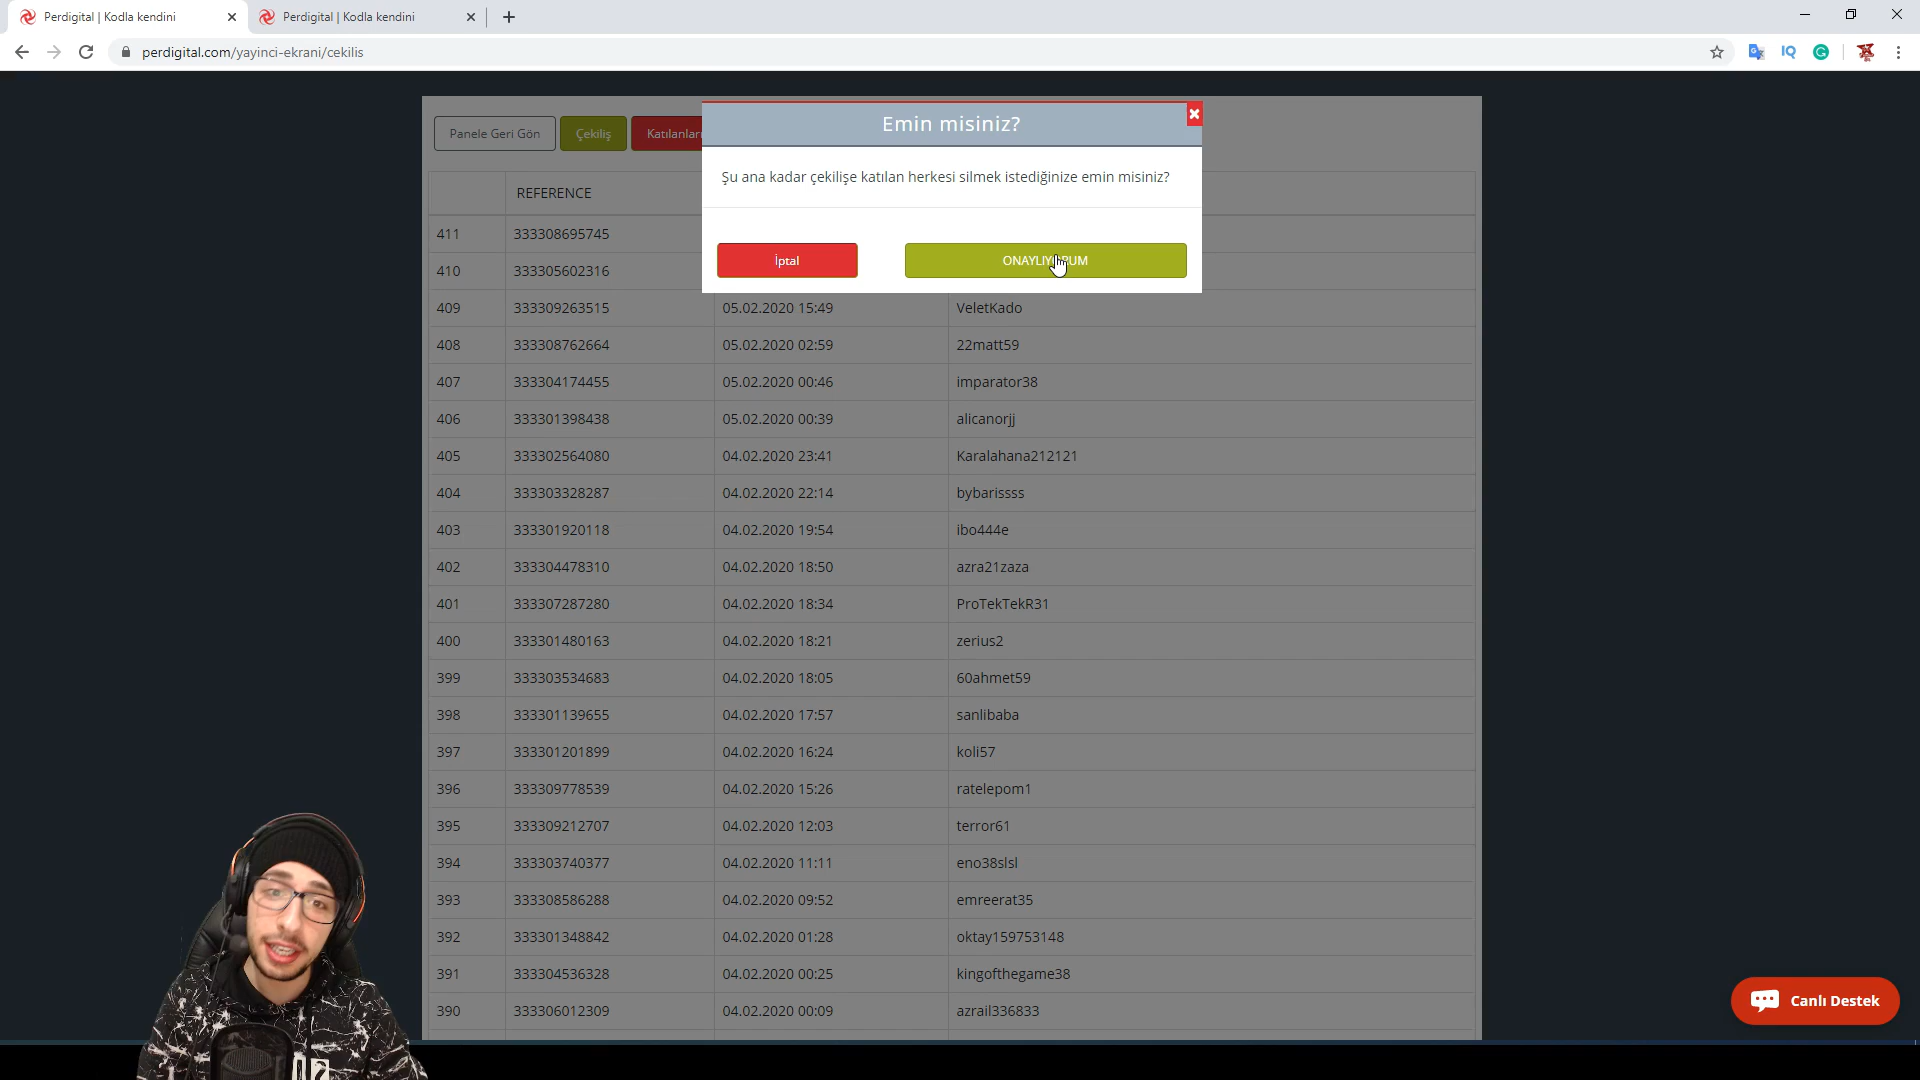 Perdigital | Kodla kendini
Perdigital | Kodla kendini
perdigital.com/yayinci-ekrani/cekilis
IQ
G
Panele Geri Gön
Çekiliş
Katılanları
Emin misiniz?
Şu ana kadar çekilişe katılan herkesi silmek istediğinize emin misiniz?
İptal
ONAYLIYORUM
REFERENCE
411 333308695745
410 333305602316
409 333309263515 05.02.2020 15:49 VeletKado
408 333308762664 05.02.2020 02:59 22matt59
407 333304174455 05.02.2020 00:46 imparator38
406 333301398438 05.02.2020 00:39 alicanorjj
405 333302564080 04.02.2020 23:41 Karalahana212121
404 333303328287 04.02.2020 22:14 bybarissss
403 333301920118 04.02.2020 19:54 ibo444e
402 333304478310 04.02.2020 18:50 azra21zaza
401 333307287280 04.02.2020 18:34 ProTekTekR31
400 333301480163 04.02.2020 18:21 zerius2
399 333303534683 04.02.2020 18:05 60ahmet59
398 333301139655 04.02.2020 17:57 sanlibaba
397 333301201899 04.02.2020 16:24 koli57
396 333309778539 04.02.2020 15:26 ratelepom1
395 333309212707 04.02.2020 12:03 terror61
394 333303740377 04.02.2020 11:11 eno38slsl
393 333308586288 04.02.2020 09:52 emreerat35
392 333301348842 04.02.2020 01:28 oktay159753148
391 333304536328 04.02.2020 00:25 kingofthegame38
390 333306012309 04.02.2020 00:09 azrail336833
Canlı Destek